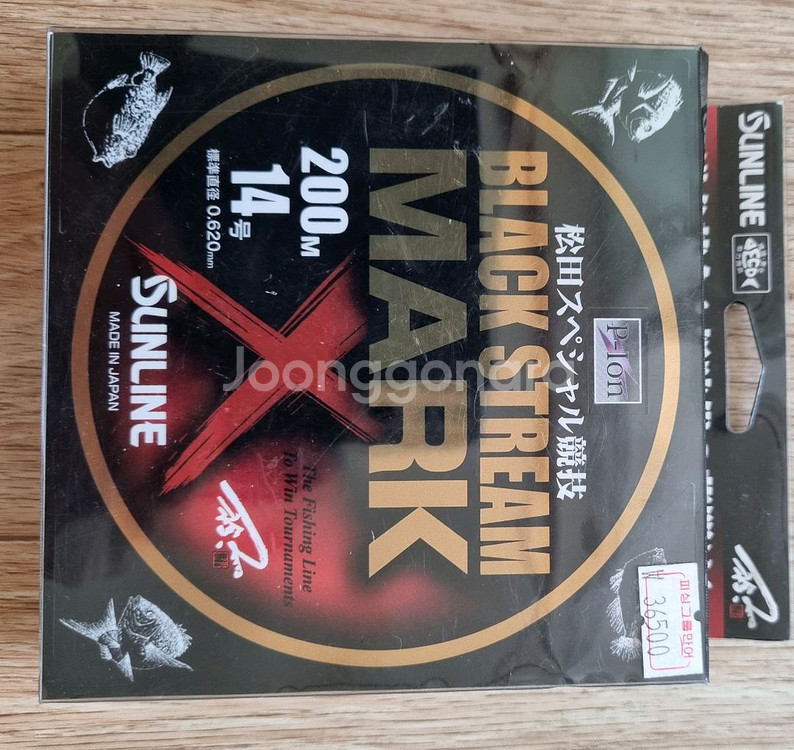 P-Ion
松田スペシャル競技
BLACK STREAM
MARK
X
200M
14号
標準直径 0.620mm
The Fishing Line
To Win Tournaments
SUNLINE
MADE IN JAPAN
SUNLINE
W 36500
Joonggonara